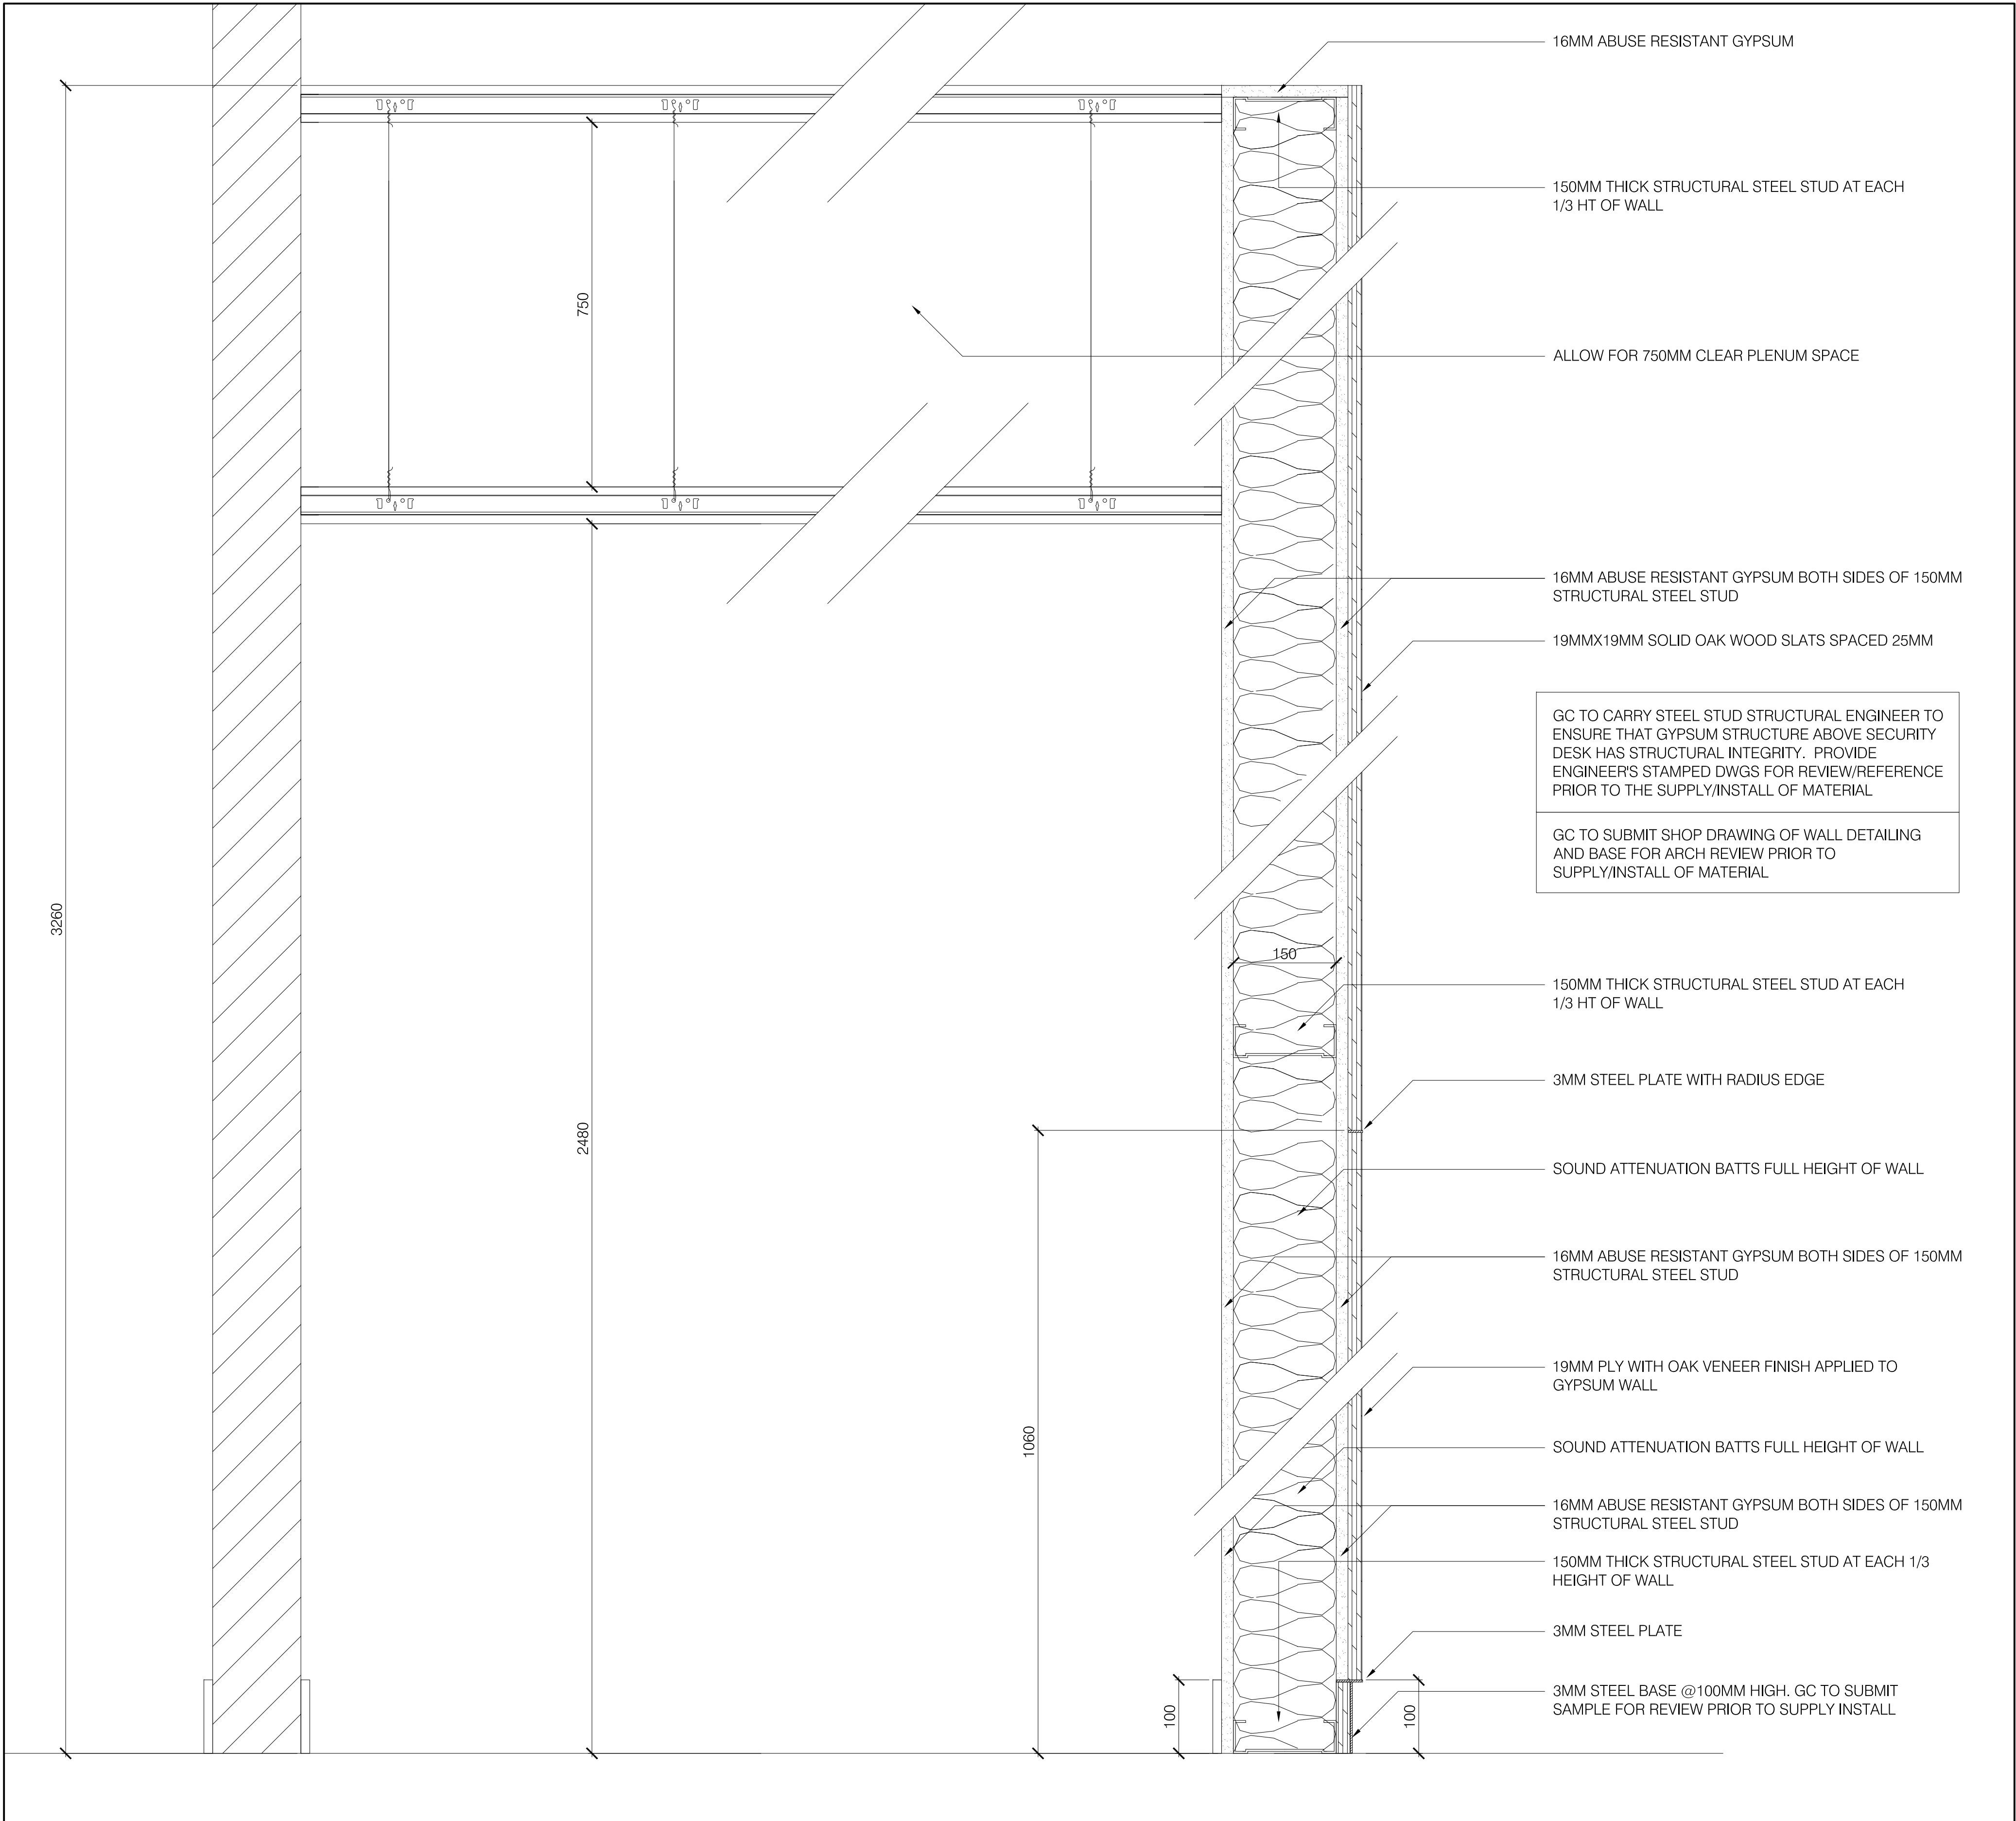 16MM ABUSE RESISTANT GYPSUM
150MM THICK STRUCTURAL STEEL STUD AT EACH
1/3 HT OF WALL
750
ALLOW FOR 750MM CLEAR PLENUM SPACE
16MM ABUSE RESISTANT GYPSUM BOTH SIDES OF 150MM
STRUCTURAL STEEL STUD
19MMX19MM SOLID OAK WOOD SLATS SPACED 25MM
GC TO CARRY STEEL STUD STRUCTURAL ENGINEER TO
ENSURE THAT GYPSUM STRUCTURE ABOVE SECURITY
DESK HAS STRUCTURAL INTEGRITY. PROVIDE
ENGINEER'S STAMPED DWGS FOR REVIEW/REFERENCE
PRIOR TO THE SUPPLY/INSTALL OF MATERIAL
GC TO SUBMIT SHOP DRAWING OF WALL DETAILING
AND BASE FOR ARCH REVIEW PRIOR TO
SUPPLY/INSTALL OF MATERIAL
3260
150
150MM THICK STRUCTURAL STEEL STUD AT EACH
1/3 HT OF WALL
3MM STEEL PLATE WITH RADIUS EDGE
2480
SOUND ATTENUATION BATTS FULL HEIGHT OF WALL
16MM ABUSE RESISTANT GYPSUM BOTH SIDES OF 150MM
STRUCTURAL STEEL STUD
19MM PLY WITH OAK VENEER FINISH APPLIED TO
GYPSUM WALL
1060
SOUND ATTENUATION BATTS FULL HEIGHT OF WALL
16MM ABUSE RESISTANT GYPSUM BOTH SIDES OF 150MM
STRUCTURAL STEEL STUD
150MM THICK STRUCTURAL STEEL STUD AT EACH 1/3
HEIGHT OF WALL
3MM STEEL PLATE
3MM STEEL BASE @100MM HIGH. GC TO SUBMIT
SAMPLE FOR REVIEW PRIOR TO SUPPLY INSTALL
100
100